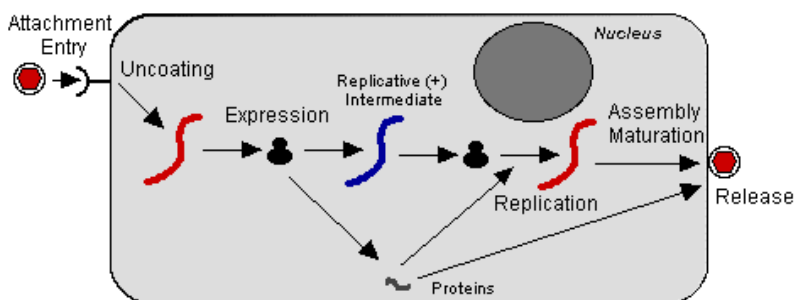 Attachment
Entry
Uncoating
Expression
Replicative (+)
Intermediate
Nucleus
Assembly
Maturation
Replication
Release
Proteins